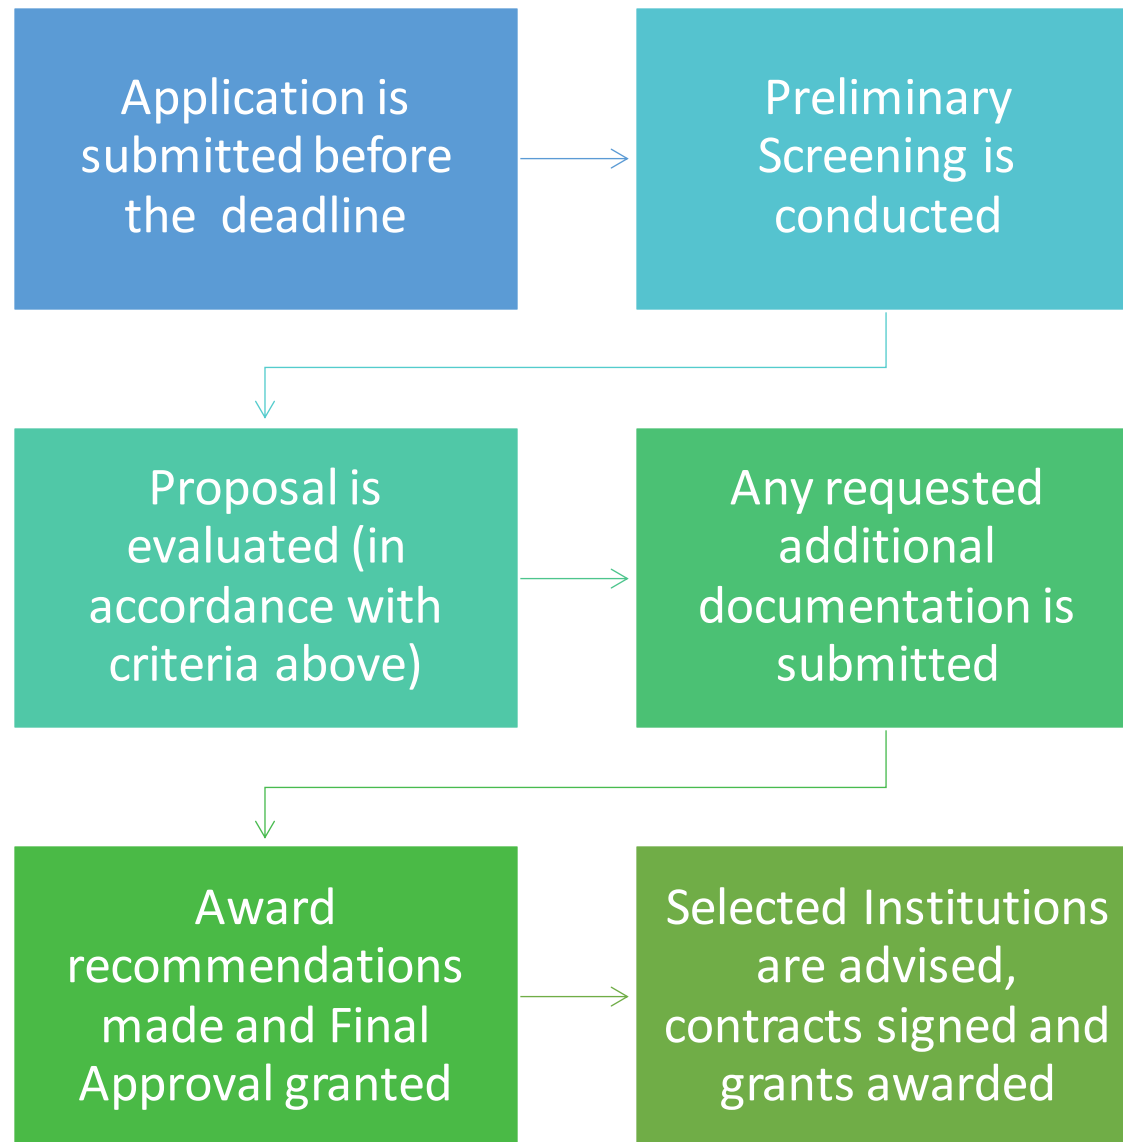 Application is
submitted before
the  deadline
Preliminary
Screening is
conducted
Proposal is
evaluated (in
accordance with
criteria above)
Any requested
additional
documentation is
submitted
Award
recommendations
made and Final
Approval granted
Selected Institutions
are advised,
contracts signed and
grants awarded